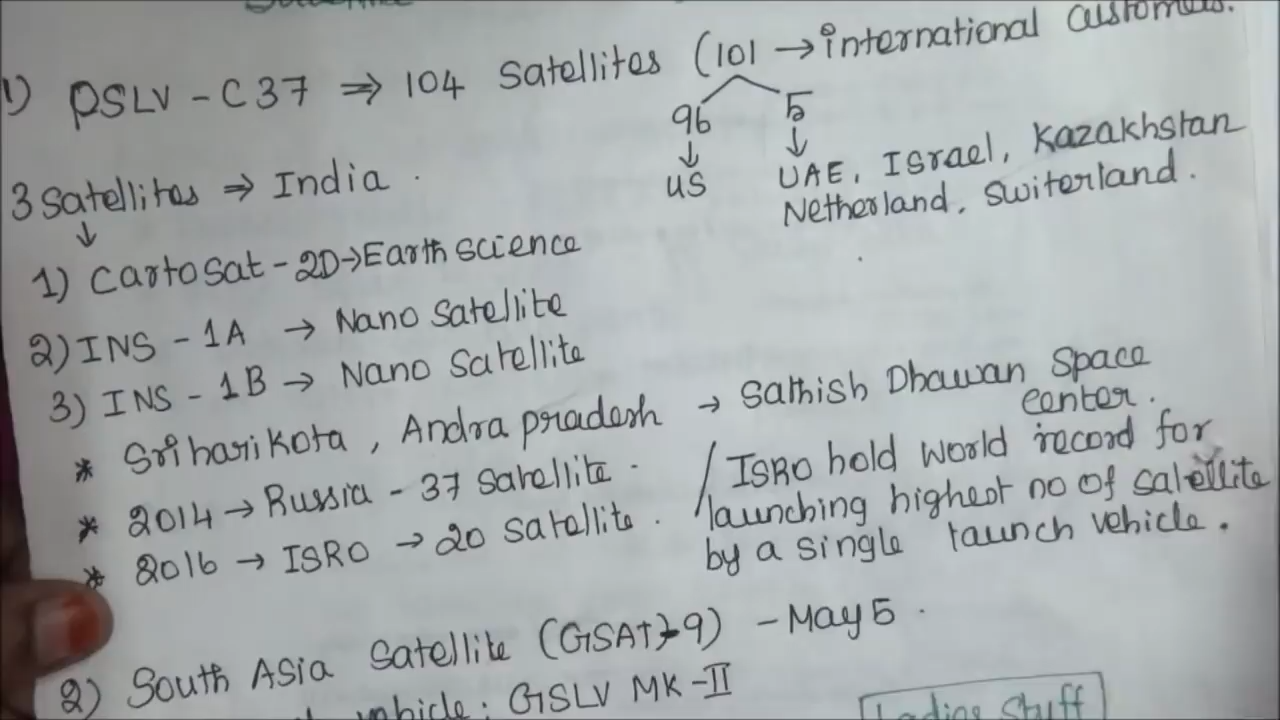 1) PSLV - C37 ⇒ 104 Satellites (101 → international customers.
96 5
↓ ↓
US UAE, Israel, Kazakhstan
Netherland, Switerland.
3 Satellites ⇒ India.
↓
1) Cartosat - 2D → Earth science
2) INS - 1A → Nano Satellite
3) INS - 1B → Nano Satellite
* Sriharikota, Andra pradesh → Sathish Dhawan Space center.
* 2014 → Russia - 37 Satellite.
* 2016 → ISRO → 20 Satellite.
ISRO hold world record for
launching highest no of satellite
by a single launch vehicle.
2) South Asia Satellite (GSAT-9) - May 5.
vehicle: GSLV MK-II
Ladies Stuff